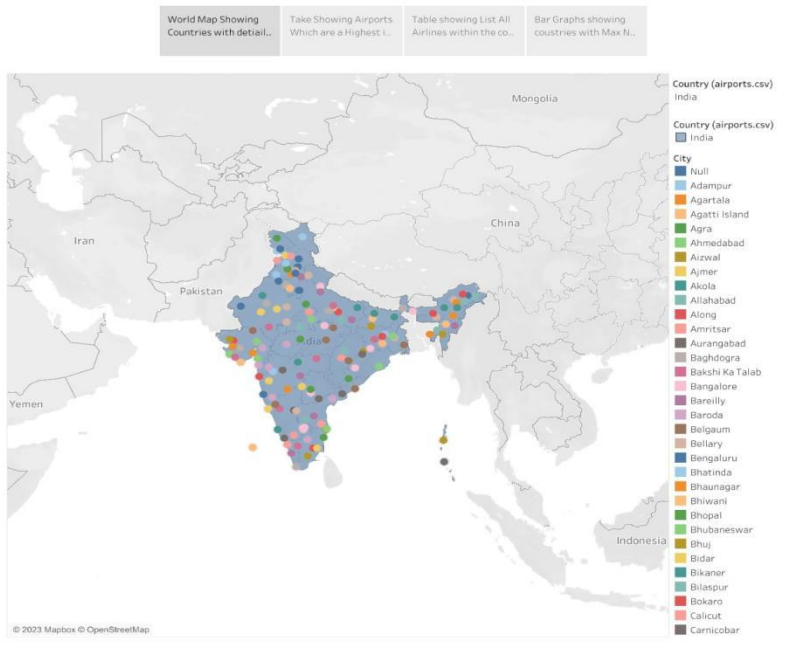 World Map Showing
Countries with detiail..
Take Showing Airports
Which are a Highest i..
Table showing List All
Airlines within the co..
Bar Graphs showing
coustries with Max N..
Country (airports.csv)
India
Country (airports.csv)
India
City
Null
Adampur
Agartala
Agatti Island
Agra
Ahmedabad
Aizwal
Ajmer
Akola
Allahabad
Along
Amritsar
Aurangabad
Baghdogra
Bakshi Ka Talab
Bangalore
Bareilly
Baroda
Belgaum
Bellary
Bengaluru
Bhatinda
Bhaunagar
Bhiwani
Bhopal
Bhubaneswar
Bhuj
Bidar
Bikaner
Bilaspur
Bokaro
Calicut
Carnicobar
Mongolia
China
Iran
Pakistan
India
Yemen
Indonesia
© 2023 Mapbox © OpenStreetMap